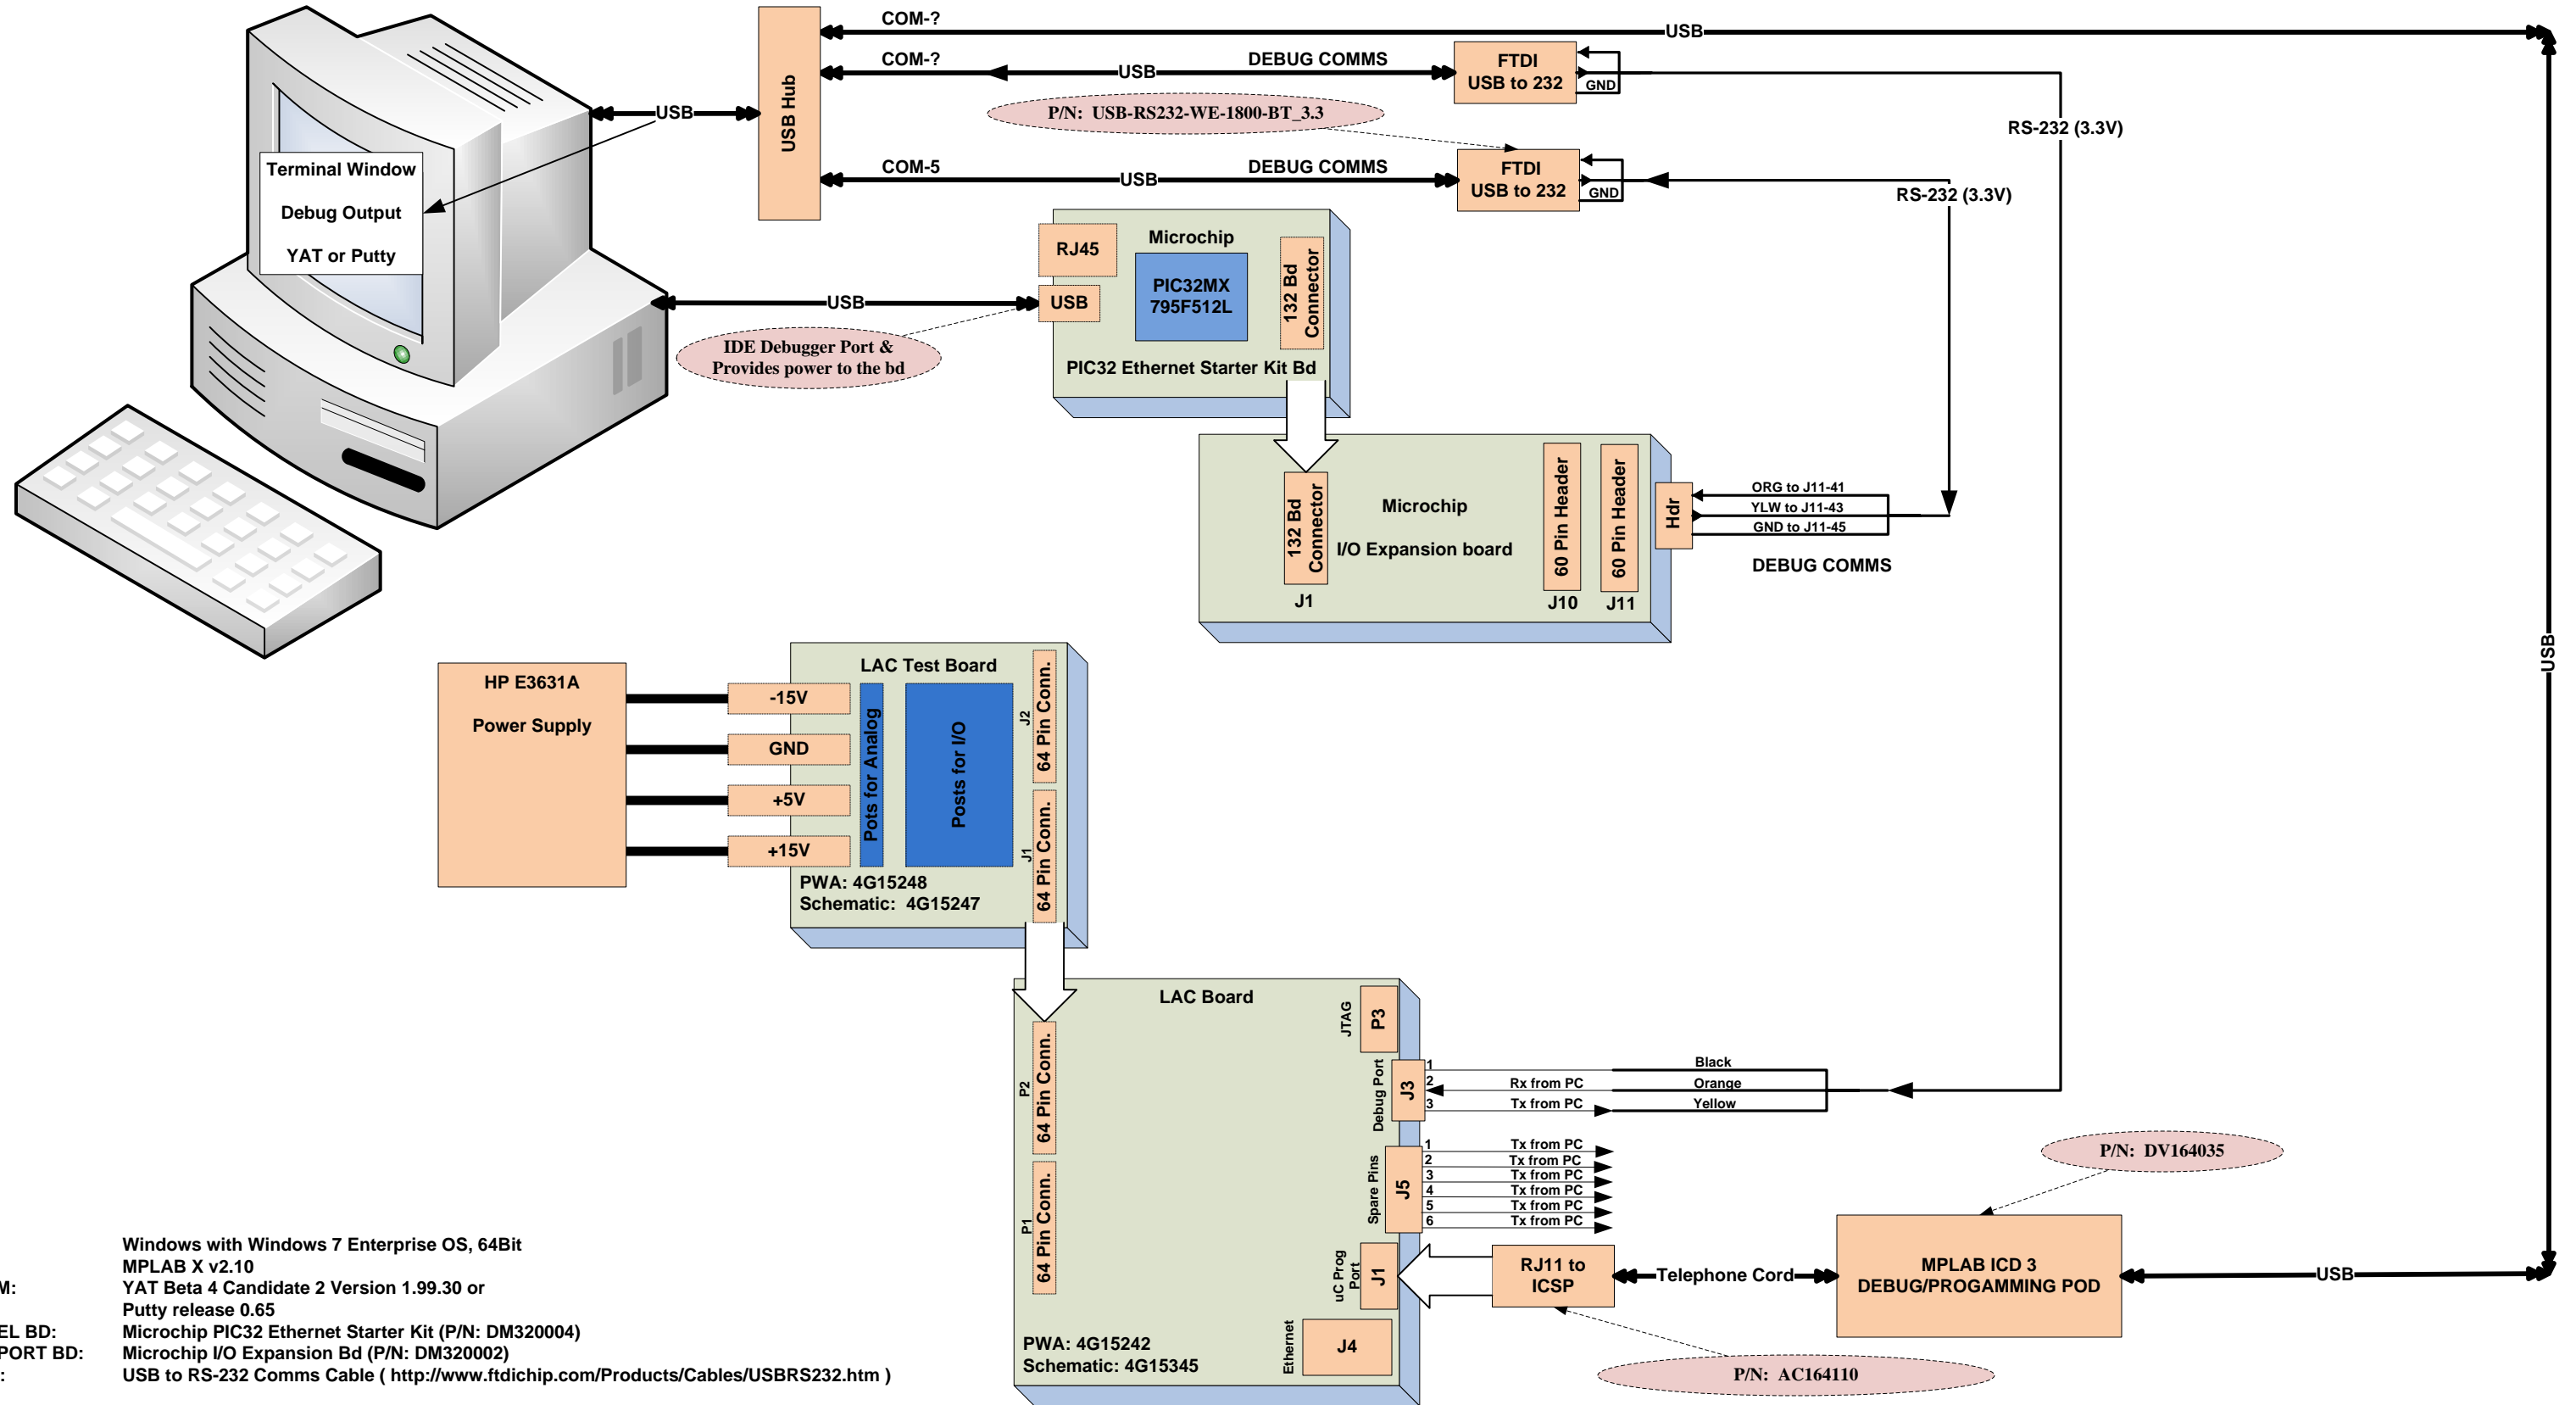 COM-?
USB
COM-?
USB
DEBUG COMMS
FTDI
USB to 232
GND
USB Hub
USB
P/N:  USB-RS232-WE-1800-BT_3.3
RS-232 (3.3V)
COM-5
USB
DEBUG COMMS
FTDI
USB to 232
GND
RS-232 (3.3V)
Terminal Window
Debug Output
YAT or Putty
RJ45
Microchip
PIC32MX
795F512L
132 Bd
Connector
USB
USB
IDE Debugger Port &
Provides power to the bd
PIC32 Ethernet Starter Kit Bd
132 Bd
Connector
J1
Microchip
I/O Expansion board
60 Pin Header
J10
60 Pin Header
J11
Hdr
ORG to J11-41
YLW to J11-43
GND to J11-45
DEBUG COMMS
USB
HP E3631A
Power Supply
-15V
GND
+5V
+15V
LAC Test Board
Pots for Analog
Posts for I/O
J2
64 Pin Conn.
J1
64 Pin Conn.
PWA: 4G15248
Schematic:  4G15247
LAC Board
JTAG
P3
P2
64 Pin Conn.
P1
64 Pin Conn.
Debug Port
J3
1
2
3
Rx from PC
Tx from PC
Black
Orange
Yellow
Spare Pins
J5
1
Tx from PC
2
Tx from PC
3
Tx from PC
4
Tx from PC
5
Tx from PC
6
Tx from PC
uC Prog
Port
J1
RJ11 to
ICSP
Telephone Cord
MPLAB ICD 3
DEBUG/PROGAMMING POD
USB
P/N:  DV164035
P/N:  AC164110
Ethernet
J4
PWA: 4G15242
Schematic: 4G15345
Windows with Windows 7 Enterprise OS, 64Bit
MPLAB X v2.10
M: YAT Beta 4 Candidate 2 Version 1.99.30 or
Putty release 0.65
EL BD: Microchip PIC32 Ethernet Starter Kit (P/N: DM320004)
PORT BD: Microchip I/O Expansion Bd (P/N: DM320002)
: USB to RS-232 Comms Cable ( http://www.ftdichip.com/Products/Cables/USBRS232.htm )